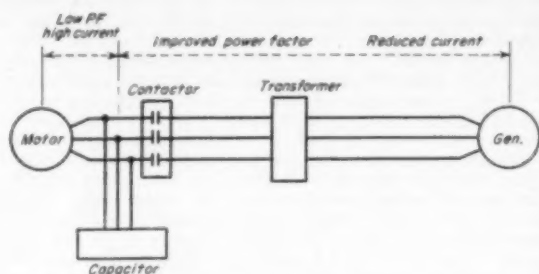 Low PF
high current
Improved power factor
Reduced current
Contactor
Transformer
Motor
Gen.
Capacitor